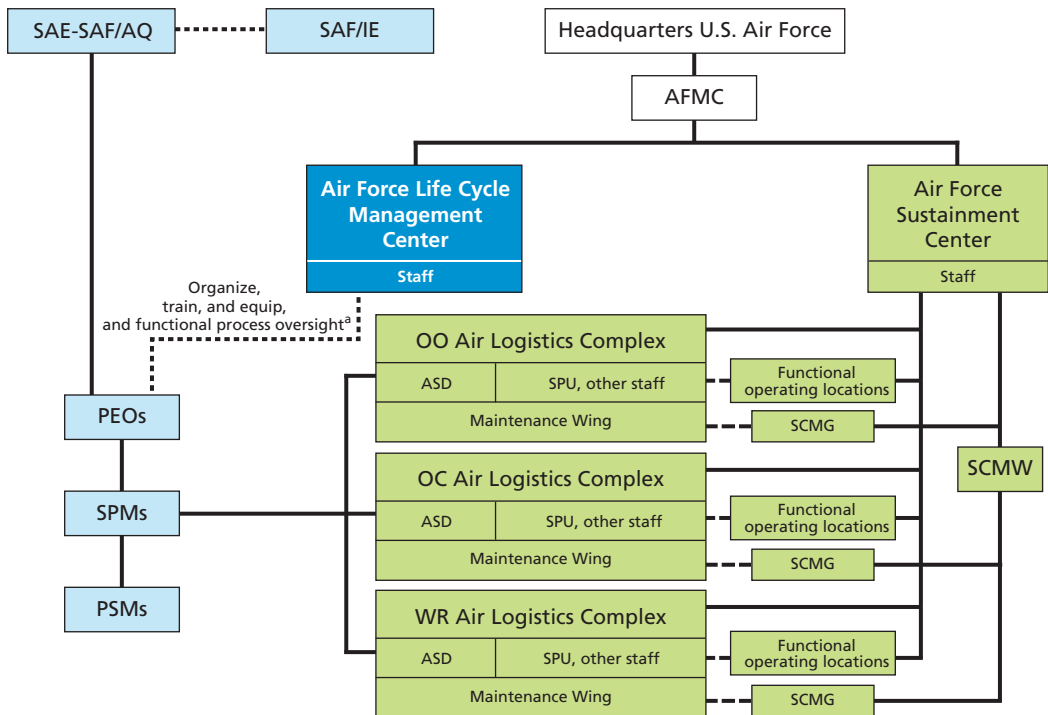 SAE-SAF/AQ
SAF/IE
Headquarters U.S. Air Force
AFMC
Air Force Life Cycle
Management
Center
Staff
Air Force
Sustainment
Center
Staff
Organize,
train, and equip,
and functional process oversightª
OO Air Logistics Complex
ASD
SPU, other staff
Maintenance Wing
Functional
operating locations
SCMG
PEOs
SCMW
OC Air Logistics Complex
ASD
SPU, other staff
Maintenance Wing
Functional
operating locations
SCMG
SPMs
PSMs
WR Air Logistics Complex
ASD
SPU, other staff
Maintenance Wing
Functional
operating locations
SCMG